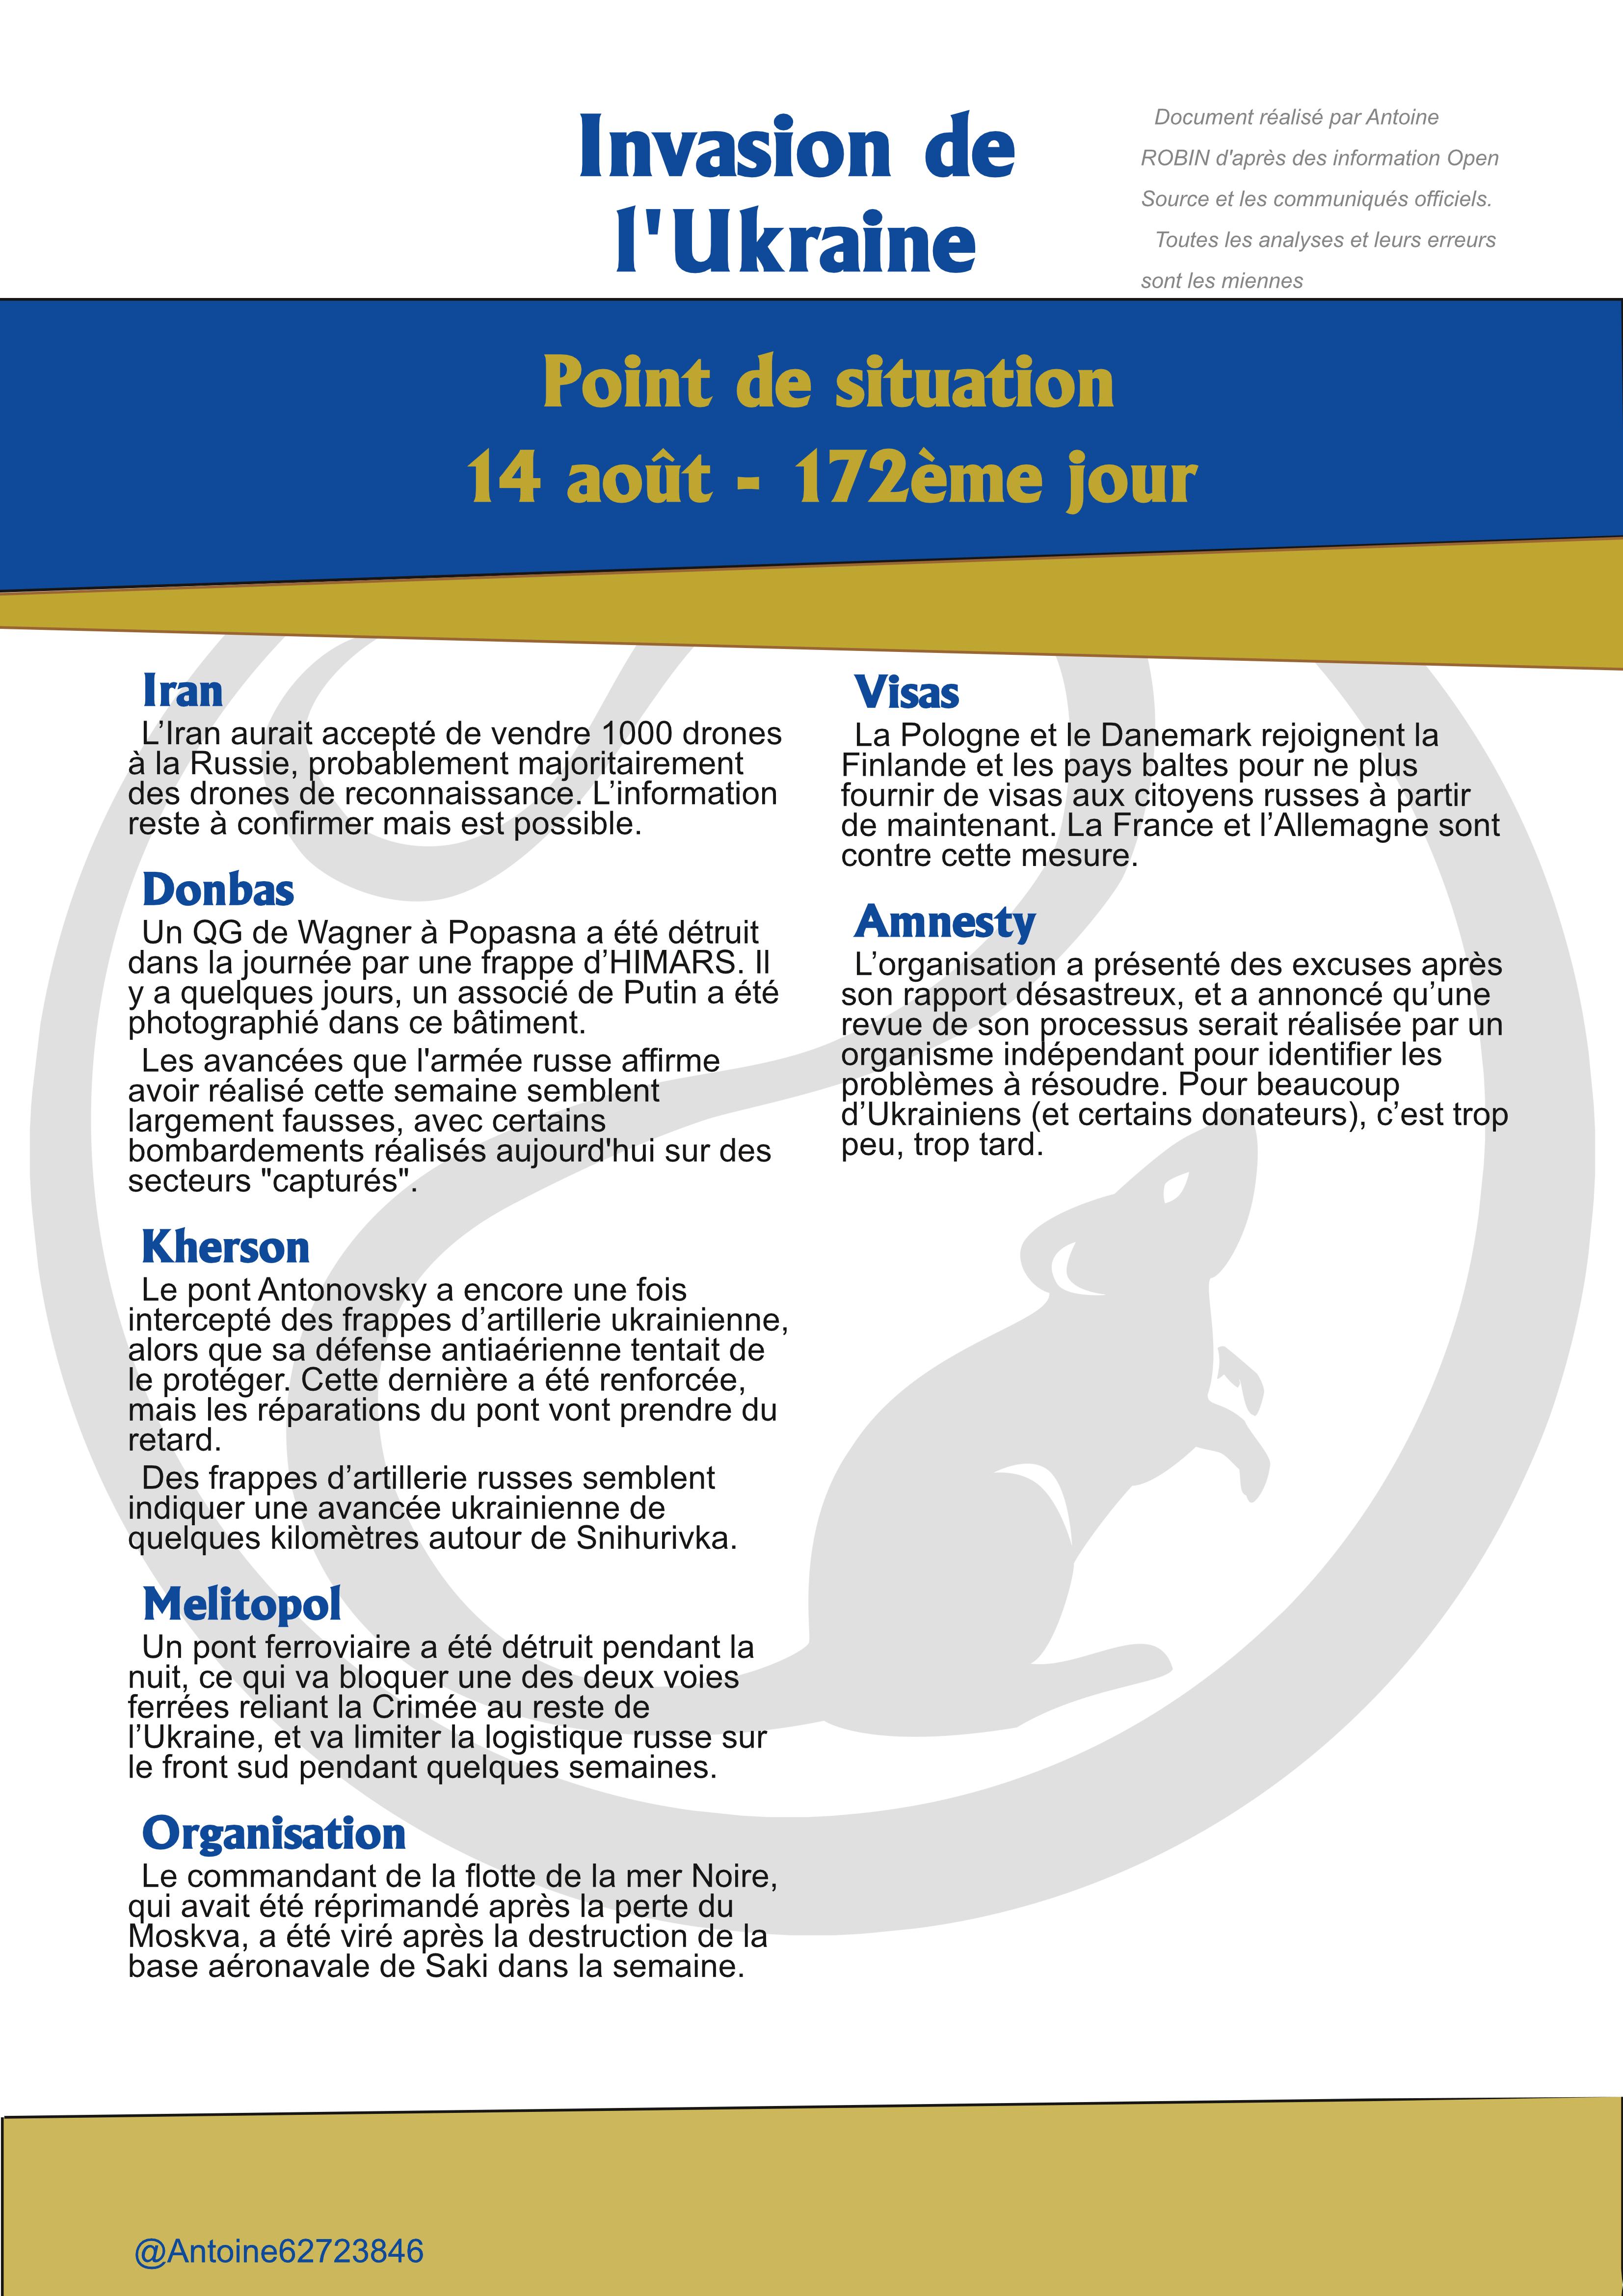 Invasion de
l'Ukraine
Document réalisé par Antoine
ROBIN d'après des information Open
Source et les communiqués officiels.
Toutes les analyses et leurs erreurs
sont les miennes
Point de situation
14 août - 172ème jour
Iran
L’Iran aurait accepté de vendre 1000 drones
à la Russie, probablement majoritairement
des drones de reconnaissance. L’information
reste à confirmer mais est possible.
Donbas
Un QG de Wagner à Popasna a été détruit
dans la journée par une frappe d’HIMARS. Il
y a quelques jours, un associé de Putin a été
photographié dans ce bâtiment.
Les avancées que l'armée russe affirme
avoir réalisé cette semaine semblent
largement fausses, avec certains
bombardements réalisés aujourd'hui sur des
secteurs "capturés".
Kherson
Le pont Antonovsky a encore une fois
intercepté des frappes d’artillerie ukrainienne,
alors que sa défense antiaérienne tentait de
le protéger. Cette dernière a été renforcée,
mais les réparations du pont vont prendre du
retard.
Des frappes d’artillerie russes semblent
indiquer une avancée ukrainienne de
quelques kilomètres autour de Snihurivka.
Melitopol
Un pont ferroviaire a été détruit pendant la
nuit, ce qui va bloquer une des deux voies
ferrées reliant la Crimée au reste de
l’Ukraine, et va limiter la logistique russe sur
le front sud pendant quelques semaines.
Organisation
Le commandant de la flotte de la mer Noire,
qui avait été réprimandé après la perte du
Moskva, a été viré après la destruction de la
base aéronavale de Saki dans la semaine.
Visas
La Pologne et le Danemark rejoignent la
Finlande et les pays baltes pour ne plus
fournir de visas aux citoyens russes à partir
de maintenant. La France et l’Allemagne sont
contre cette mesure.
Amnesty
L’organisation a présenté des excuses après
son rapport désastreux, et a annoncé qu’une
revue de son processus serait réalisée par un
organisme indépendant pour identifier les
problèmes à résoudre. Pour beaucoup
d’Ukrainiens (et certains donateurs), c’est trop
peu, trop tard.
@Antoine62723846